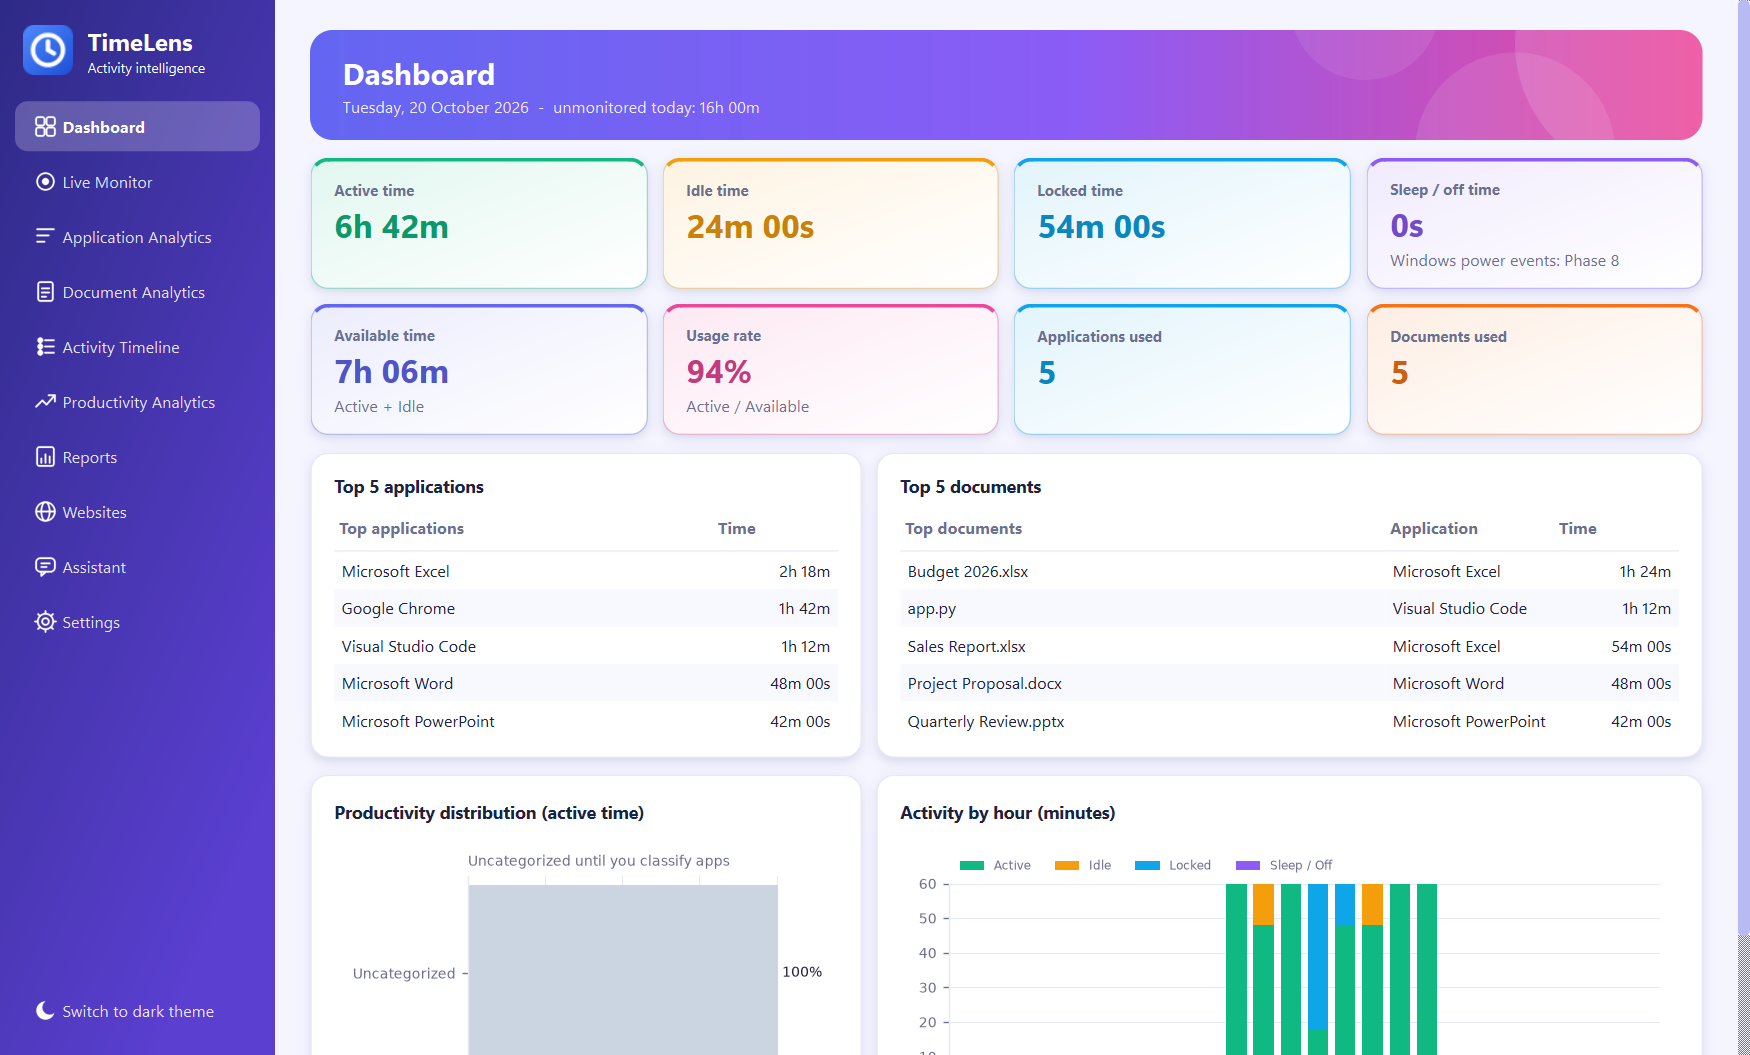 TimeLens
Activity intelligence
Dashboard
Live Monitor
Application Analytics
Document Analytics
Activity Timeline
Productivity Analytics
Reports
Websites
Assistant
Settings
Switch to dark theme
Dashboard
Tuesday, 20 October 2026 - unmonitored today: 16h 00m
Active time
6h 42m
Idle time
24m 00s
Locked time
54m 00s
Sleep / off time
0s
Windows power events: Phase 8
Available time
7h 06m
Active + Idle
Usage rate
94%
Active / Available
Applications used
5
Documents used
5
Top 5 applications
Top applications Time
Microsoft Excel 2h 18m
Google Chrome 1h 42m
Visual Studio Code 1h 12m
Microsoft Word 48m 00s
Microsoft PowerPoint 42m 00s
Top 5 documents
Top documents Application Time
Budget 2026.xlsx Microsoft Excel 1h 24m
app.py Visual Studio Code 1h 12m
Sales Report.xlsx Microsoft Excel 54m 00s
Project Proposal.docx Microsoft Word 48m 00s
Quarterly Review.pptx Microsoft PowerPoint 42m 00s
Productivity distribution (active time)
Uncategorized until you classify apps
Uncategorized 100%
Activity by hour (minutes)
Active Idle Locked Sleep / Off
60
50
40
30
20
10